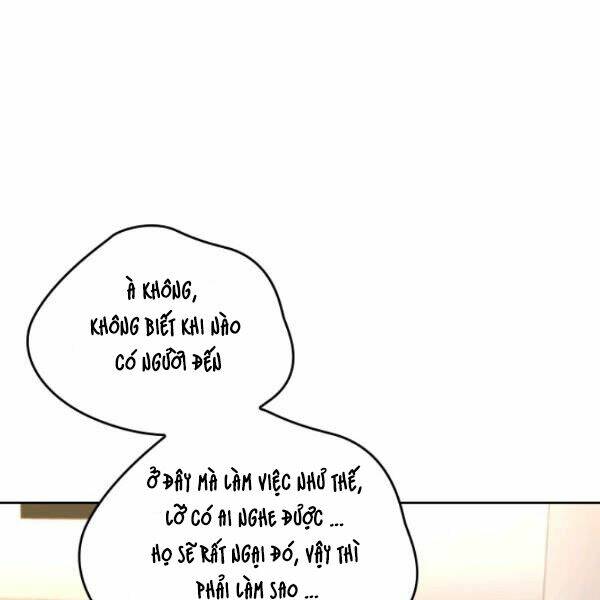 À KHÔNG,
KHÔNG BIẾT KHI NÀO
CÓ NGƯỜI ĐẾN
Ở ĐÂY MÀ LÀM VIỆC NHƯ THẾ,
LỠ CÓ AI NGHE ĐƯỢC ...
HỌ SẼ RẤT NGẠI ĐÓ, VẬY THÌ
PHẢI LÀM SAO ...